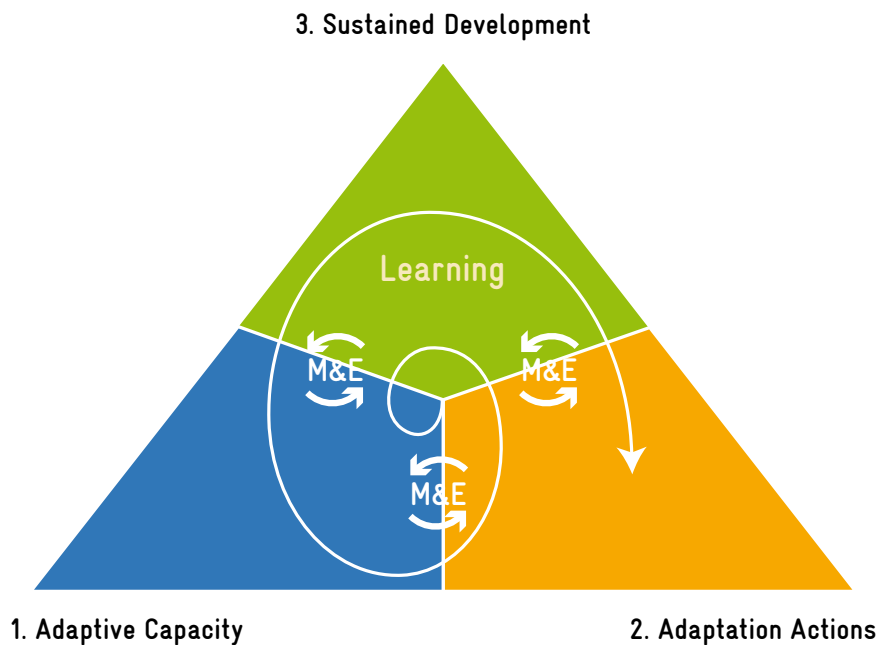 3. Sustained Development
Learning
M&E
M&E
M&E
1. Adaptive Capacity
2. Adaptation Actions